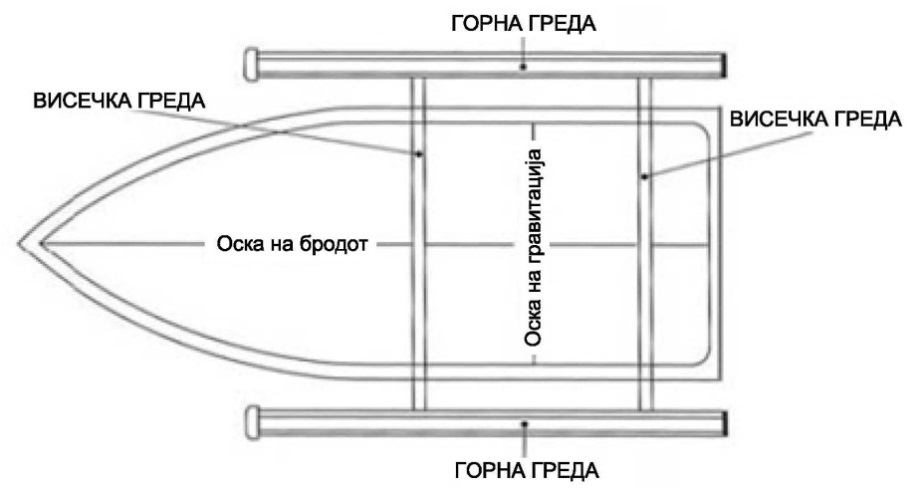 ГОРНА ГРЕДА
ВИСЕЧКА ГРЕДА
ВИСЕЧКА ГРЕДА
Оска на бродот
Оска на гравитација
ГОРНА ГРЕДА